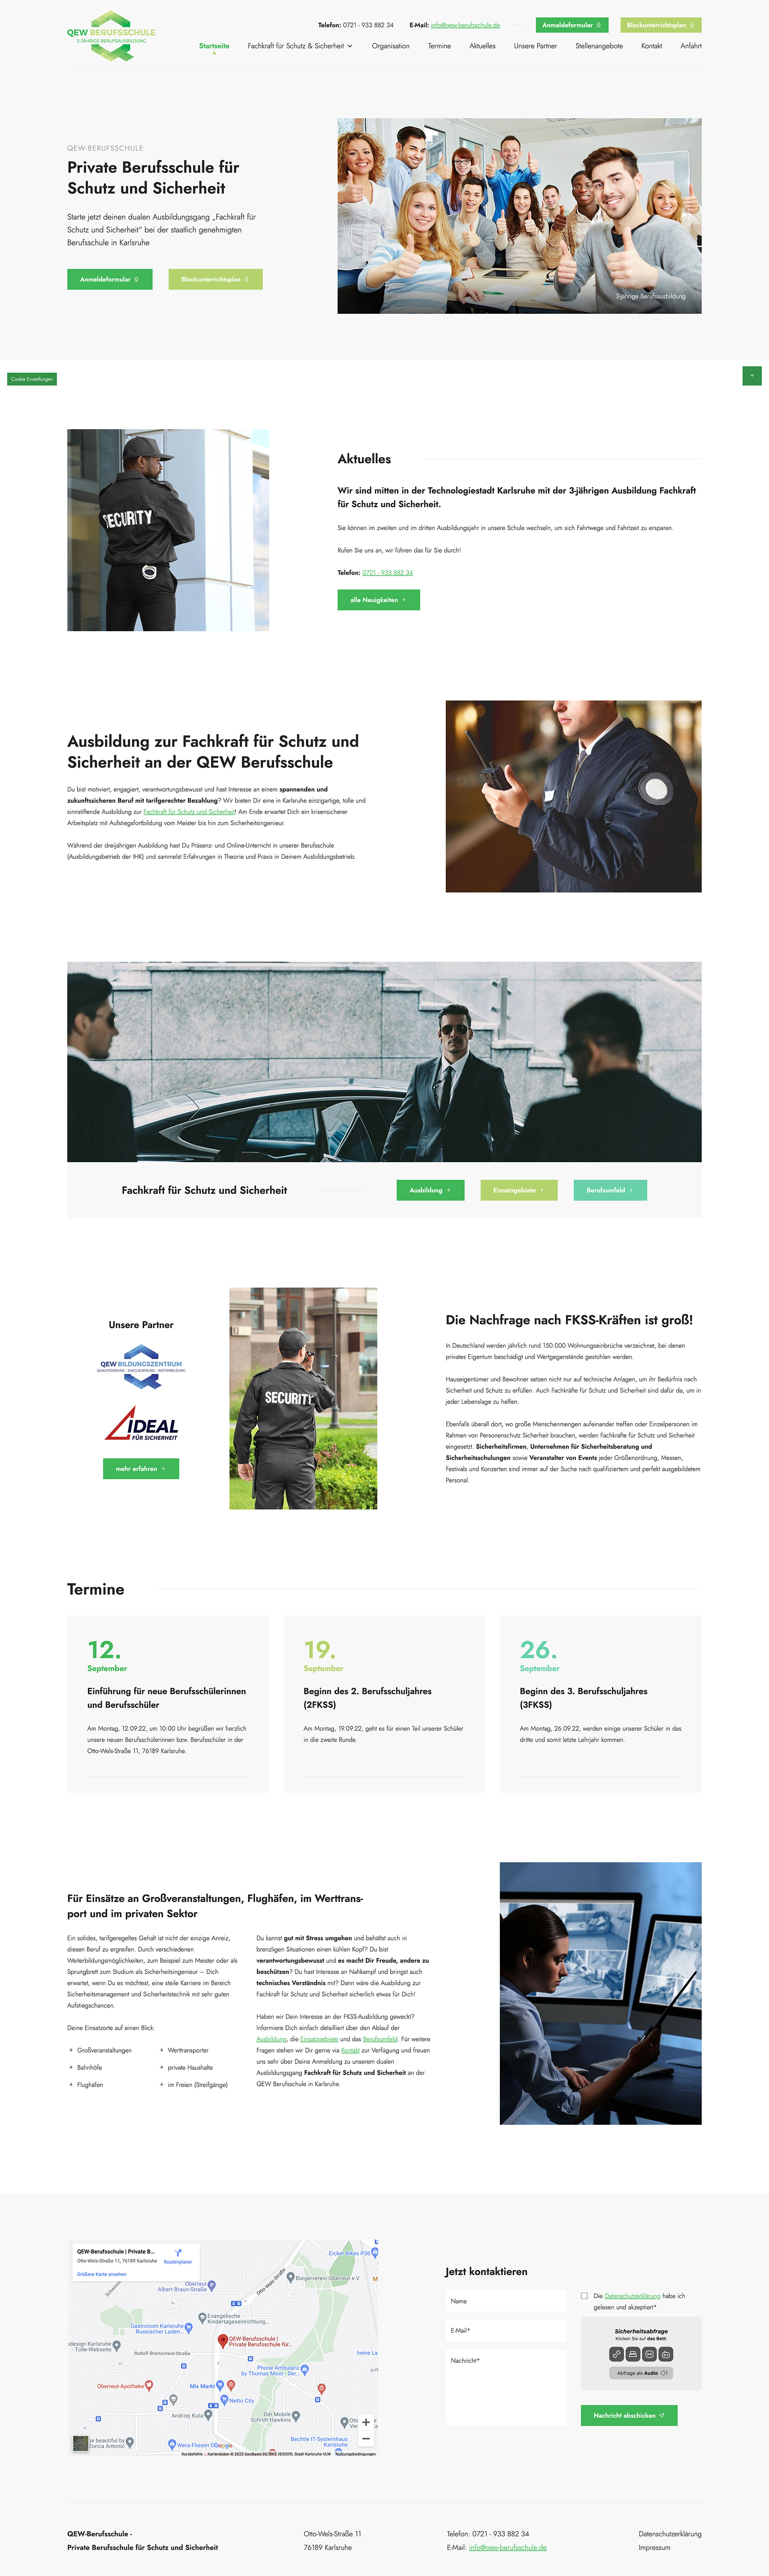 QEW BERUFSSCHULE
3-JÄHRIGE BERUFSAUSBILDUNG
Telefon: 0721 - 933 882 34
E-Mail: info@qew-berufsschule.de
Anmeldeformular
Blockunterrichtsplan
Startseite
Fachkraft für Schutz & Sicherheit
Organisation
Termine
Aktuelles
Unsere Partner
Stellenangebote
Kontakt
Anfahrt
QEW-BERUFSSCHULE
Private Berufsschule für
Schutz und Sicherheit
Starte jetzt deinen dualen Ausbildungsgang „Fachkraft für
Schutz und Sicherheit" bei der staatlich genehmigten
Berufsschule in Karlsruhe
Anmeldeformular
Blockunterrichtsplan
3-jährige Berufsausbildung
Cookie Einstellungen
SECURITY
Aktuelles
Wir sind mitten in der Technologiestadt Karlsruhe mit der 3-jährigen Ausbildung Fachkraft
für Schutz und Sicherheit.
Sie können im zweiten und im dritten Ausbildungsjahr in unsere Schule wechseln, um sich Fahrtwege und Fahrtzeit zu ersparen.
Rufen Sie uns an, wir führen das für Sie durch!
Telefon: 0721 - 933 882 34
alle Neuigkeiten
Ausbildung zur Fachkraft für Schutz und
Sicherheit an der QEW Berufsschule
Du bist motiviert, engagiert, verantwortungsbewusst und hast Interesse an einem spannenden und
zukunftssicheren Beruf mit tarifgerechter Bezahlung? Wir bieten Dir eine in Karlsruhe einzigartige, tolle und
sinnstiftende Ausbildung zur Fachkraft für Schutz und Sicherheit! Am Ende erwartet Dich ein krisensicherer
Arbeitsplatz mit Aufstiegsfortbildung vom Meister bis hin zum Sicherheitsingenieur.
Während der dreijährigen Ausbildung hast Du Präsenz- und Online-Unterricht in unserer Berufsschule
(Ausbildungsbetrieb der IHK) und sammelst Erfahrungen in Theorie und Praxis in Deinem Ausbildungsbetrieb.
Fachkraft für Schutz und Sicherheit
Ausbildung
Einsatzgebiete
Berufsumfeld
Unsere Partner
QEW BILDUNGSZENTRUM
QUALIFIZIERUNG · EINGLIEDERUNG · WEITERBILDUNG
IDEAL
FÜR SICHERHEIT
mehr erfahren
SECURITY
Die Nachfrage nach FKSS-Kräften ist groß!
In Deutschland werden jährlich rund 150.000 Wohnungseinbrüche verzeichnet, bei denen
privates Eigentum beschädigt und Wertgegenstände gestohlen werden.
Hauseigentümer und Bewohner setzen nicht nur auf technische Anlagen, um ihr Bedürfnis nach
Sicherheit und Schutz zu erfüllen. Auch Fachkräfte für Schutz und Sicherheit sind dafür da, um in
jeder Lebenslage zu helfen.
Ebenfalls überall dort, wo große Menschenmengen aufeinander treffen oder Einzelpersonen im
Rahmen von Personenschutz Sicherheit brauchen, werden Fachkräfte für Schutz und Sicherheit
eingesetzt. Sicherheitsfirmen, Unternehmen für Sicherheitsberatung und
Sicherheitsschulungen sowie Veranstalter von Events jeder Größenordnung, Messen,
Festivals und Konzerten sind immer auf der Suche nach qualifiziertem und perfekt ausgebildetem
Personal.
Termine
12.
September
Einführung für neue Berufsschülerinnen
und Berufsschüler
Am Montag, 12.09.22, um 10:00 Uhr begrüßen wir herzlich
unsere neuen Berufsschülerinnen bzw. Berufsschüler in der
Otto-Wels-Straße 11, 76189 Karlsruhe.
19.
September
Beginn des 2. Berufsschuljahres
(2FKSS)
Am Montag, 19.09.22, geht es für einen Teil unserer Schüler
in die zweite Runde.
26.
September
Beginn des 3. Berufsschuljahres
(3FKSS)
Am Montag, 26.09.22, werden einige unserer Schüler in das
dritte und somit letzte Lehrjahr kommen.
Für Einsätze an Großveranstaltungen, Flughäfen, im Werttrans-
port und im privaten Sektor
Ein solides, tarifgeregeltes Gehalt ist nicht der einzige Anreiz,
diesen Beruf zu ergreifen. Durch verschiedenen
Weiterbildungsmöglichkeiten, zum Beispiel zum Meister oder als
Sprungbrett zum Studium als Sicherheitsingenieur – Dich
erwartet, wenn Du es möchtest, eine steile Karriere im Bereich
Sicherheitsmanagement und Sicherheitstechnik mit sehr guten
Aufstiegschancen.
Deine Einsatzorte auf einen Blick:
Großveranstaltungen
Werttransporter
Bahnhöfe
private Haushalte
Flughäfen
im Freien (Streifgänge)
Du kannst gut mit Stress umgehen und behältst auch in
brenzligen Situationen einen kühlen Kopf? Du bist
verantwortungsbewusst und es macht Dir Freude, andere zu
beschützen? Du hast Interesse an Nahkampf und bringst auch
technisches Verständnis mit? Dann wäre die Ausbildung zur
Fachkraft für Schutz und Sicherheit sicherlich etwas für Dich!
Haben wir Dein Interesse an der FKSS-Ausbildung geweckt?
Informiere Dich einfach detailliert über den Ablauf der
Ausbildung, die Einsatzgebiete und das Berufsumfeld. Für weitere
Fragen stehen wir Dir gerne via Kontakt zur Verfügung und freuen
uns sehr über Deine Anmeldung zu unserem dualen
Ausbildungsgang Fachkraft für Schutz und Sicherheit an der
QEW Berufsschule in Karlsruhe.
QEW-Berufsschule | Private B...
Otto-Wels-Straße 11, 76189 Karlsruhe
Routenplaner
Größere Karte ansehen
Eicker Bikes P36
Bürgerverein Oberreut e.V
Otto-Wels-Straße
Oberreut
Albert-Braun-Straße
Evangelische
Kindertageseinrichtung...
Gastronom Karlsruhe
Russischer Laden...
QEW-Berufsschule |
Private Berufsschule für...
Rudolf-Breitscheid-Straße
Phone Ambulanz
by Thomas Moor · Der...
Oberreut-Apotheke
Mix Markt
Netto City
Andrzej Kuta
Der Mobile
Schnitt Hawkins
Bechtle IT-Systemhaus
Karlsruhe
be beautiful by
Zorica Antonic
Wera-Fliesen
Google
Kurzbefehle
Kartendaten © 2022 GeoBasis-DE/BKG (©2009), Stadt Karlsruhe VLW
Nutzungsbedingungen
Jetzt kontaktieren
Name
E-Mail*
Nachricht*
Die Datenschutzerklärung habe ich
gelesen und akzeptiert*
Sicherheitsabfrage
Klicken Sie auf das Bett:
Abfrage als Audio
Nachricht abschicken
QEW-Berufsschule -
Private Berufsschule für Schutz und Sicherheit
Otto-Wels-Straße 11
76189 Karlsruhe
Telefon: 0721 - 933 882 34
E-Mail: info@qew-berufsschule.de
Datenschutzerklärung
Impressum